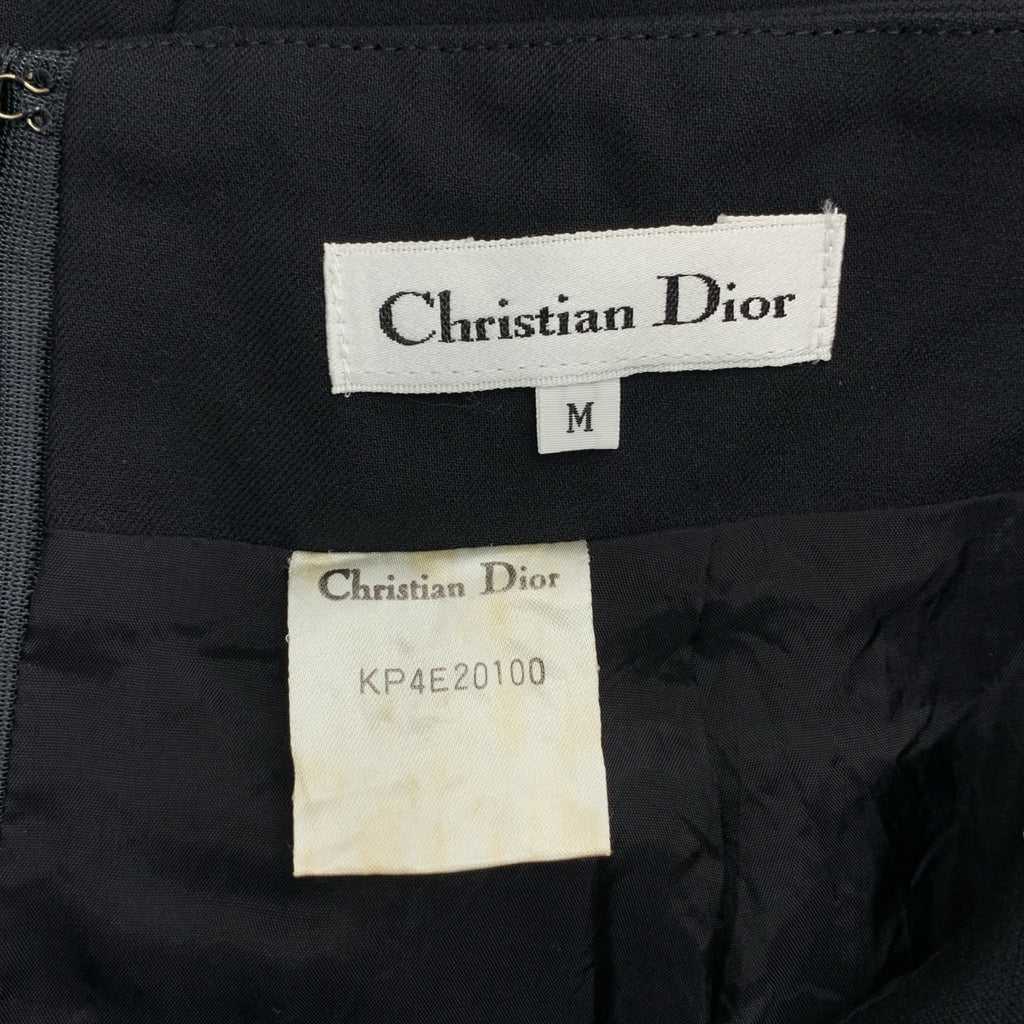 Christian Dior
M
Christian Dior
KP4E20100